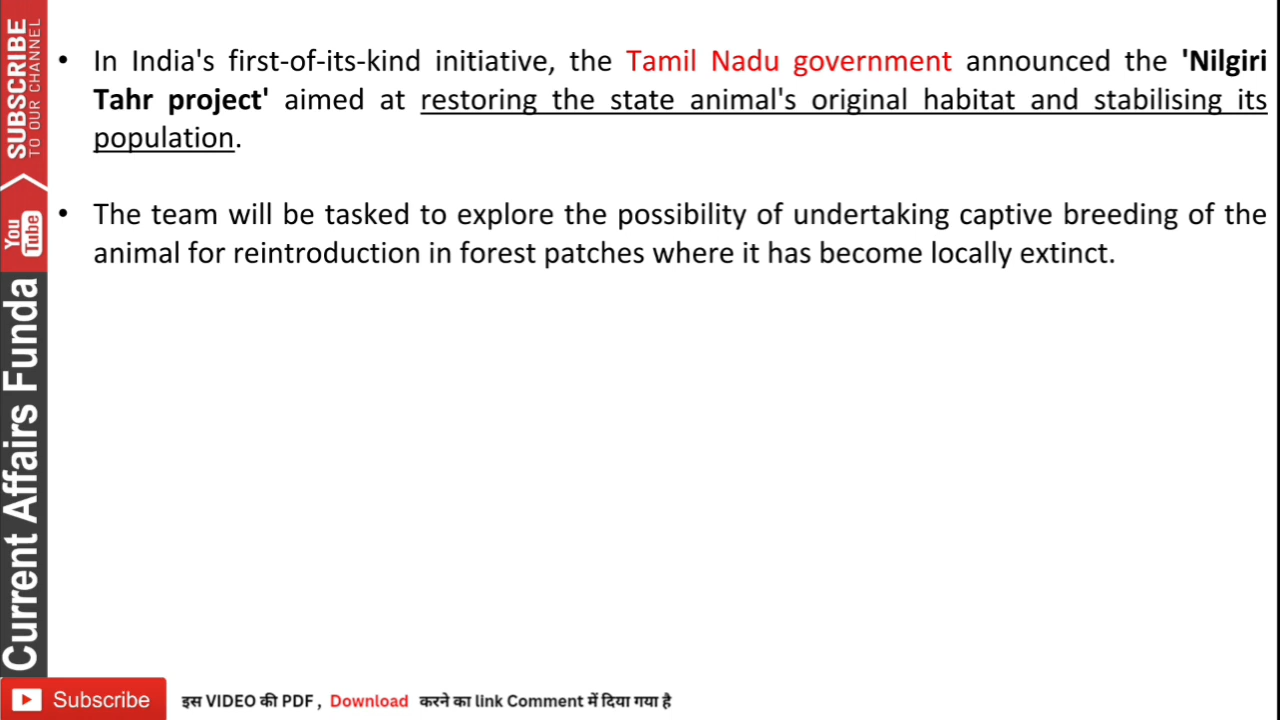 • In India's first-of-its-kind initiative, the Tamil Nadu government announced the 'Nilgiri
Tahr project' aimed at restoring the state animal's original habitat and stabilising its
population.
• The team will be tasked to explore the possibility of undertaking captive breeding of the
animal for reintroduction in forest patches where it has become locally extinct.
SUBSCRIBE
TO OUR CHANNEL
You
Tube
Current Affairs Funda
Subscribe
इस VIDEO की PDF , Download करने का link Comment में दिया गया है